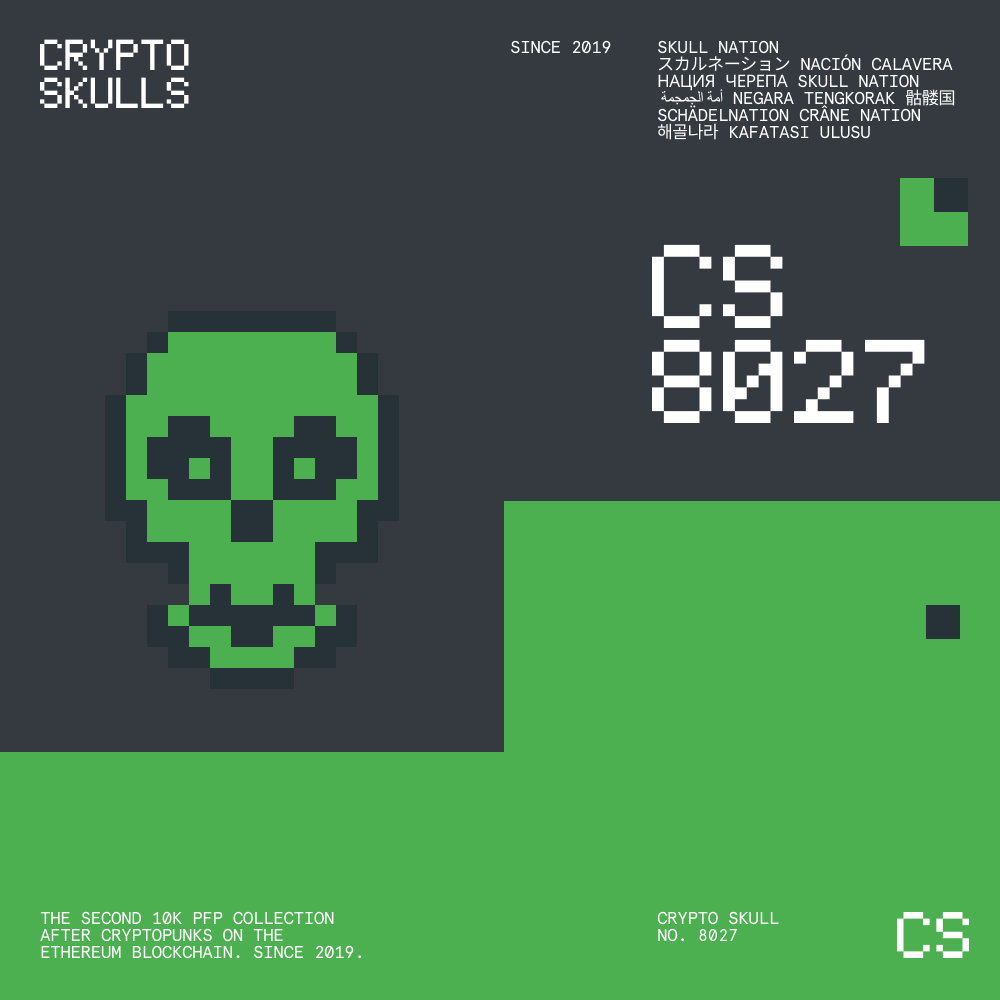 CRYPTO
SKULLS
SINCE 2019
SKULL NATION
スカルネーション NACIÓN CALAVERA
НАЦИЯ ЧЕРЕПА SKULL NATION
أمة الجمجمة NEGARA TENGKORAK 骷髅国
SCHÄDELNATION CRÂNE NATION
해골나라 KAFATASI ULUSU
CS
8027
THE SECOND 10K PFP COLLECTION
AFTER CRYPTOPUNKS ON THE
ETHEREUM BLOCKCHAIN. SINCE 2019.
CRYPTO SKULL
NO. 8027
CS